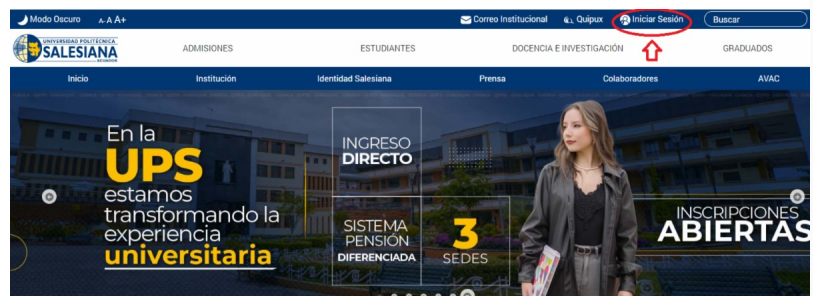 Modo Oscuro A- A A+ Correo Institucional Quipux Iniciar Sesión Buscar
UNIVERSIDAD POLITÉCNICA
SALESIANA
ECUADOR
ADMISIONES ESTUDIANTES DOCENCIA E INVESTIGACIÓN GRADUADOS
Inicio Institución Identidad Salesiana Prensa Colaboradores AVAC
En la
UPS
estamos
transformando la
experiencia
universitaria
INGRESO
DIRECTO
SISTEMA
PENSIÓN
DIFERENCIADA
3
SEDES
INSCRIPCIONES
ABIERTAS